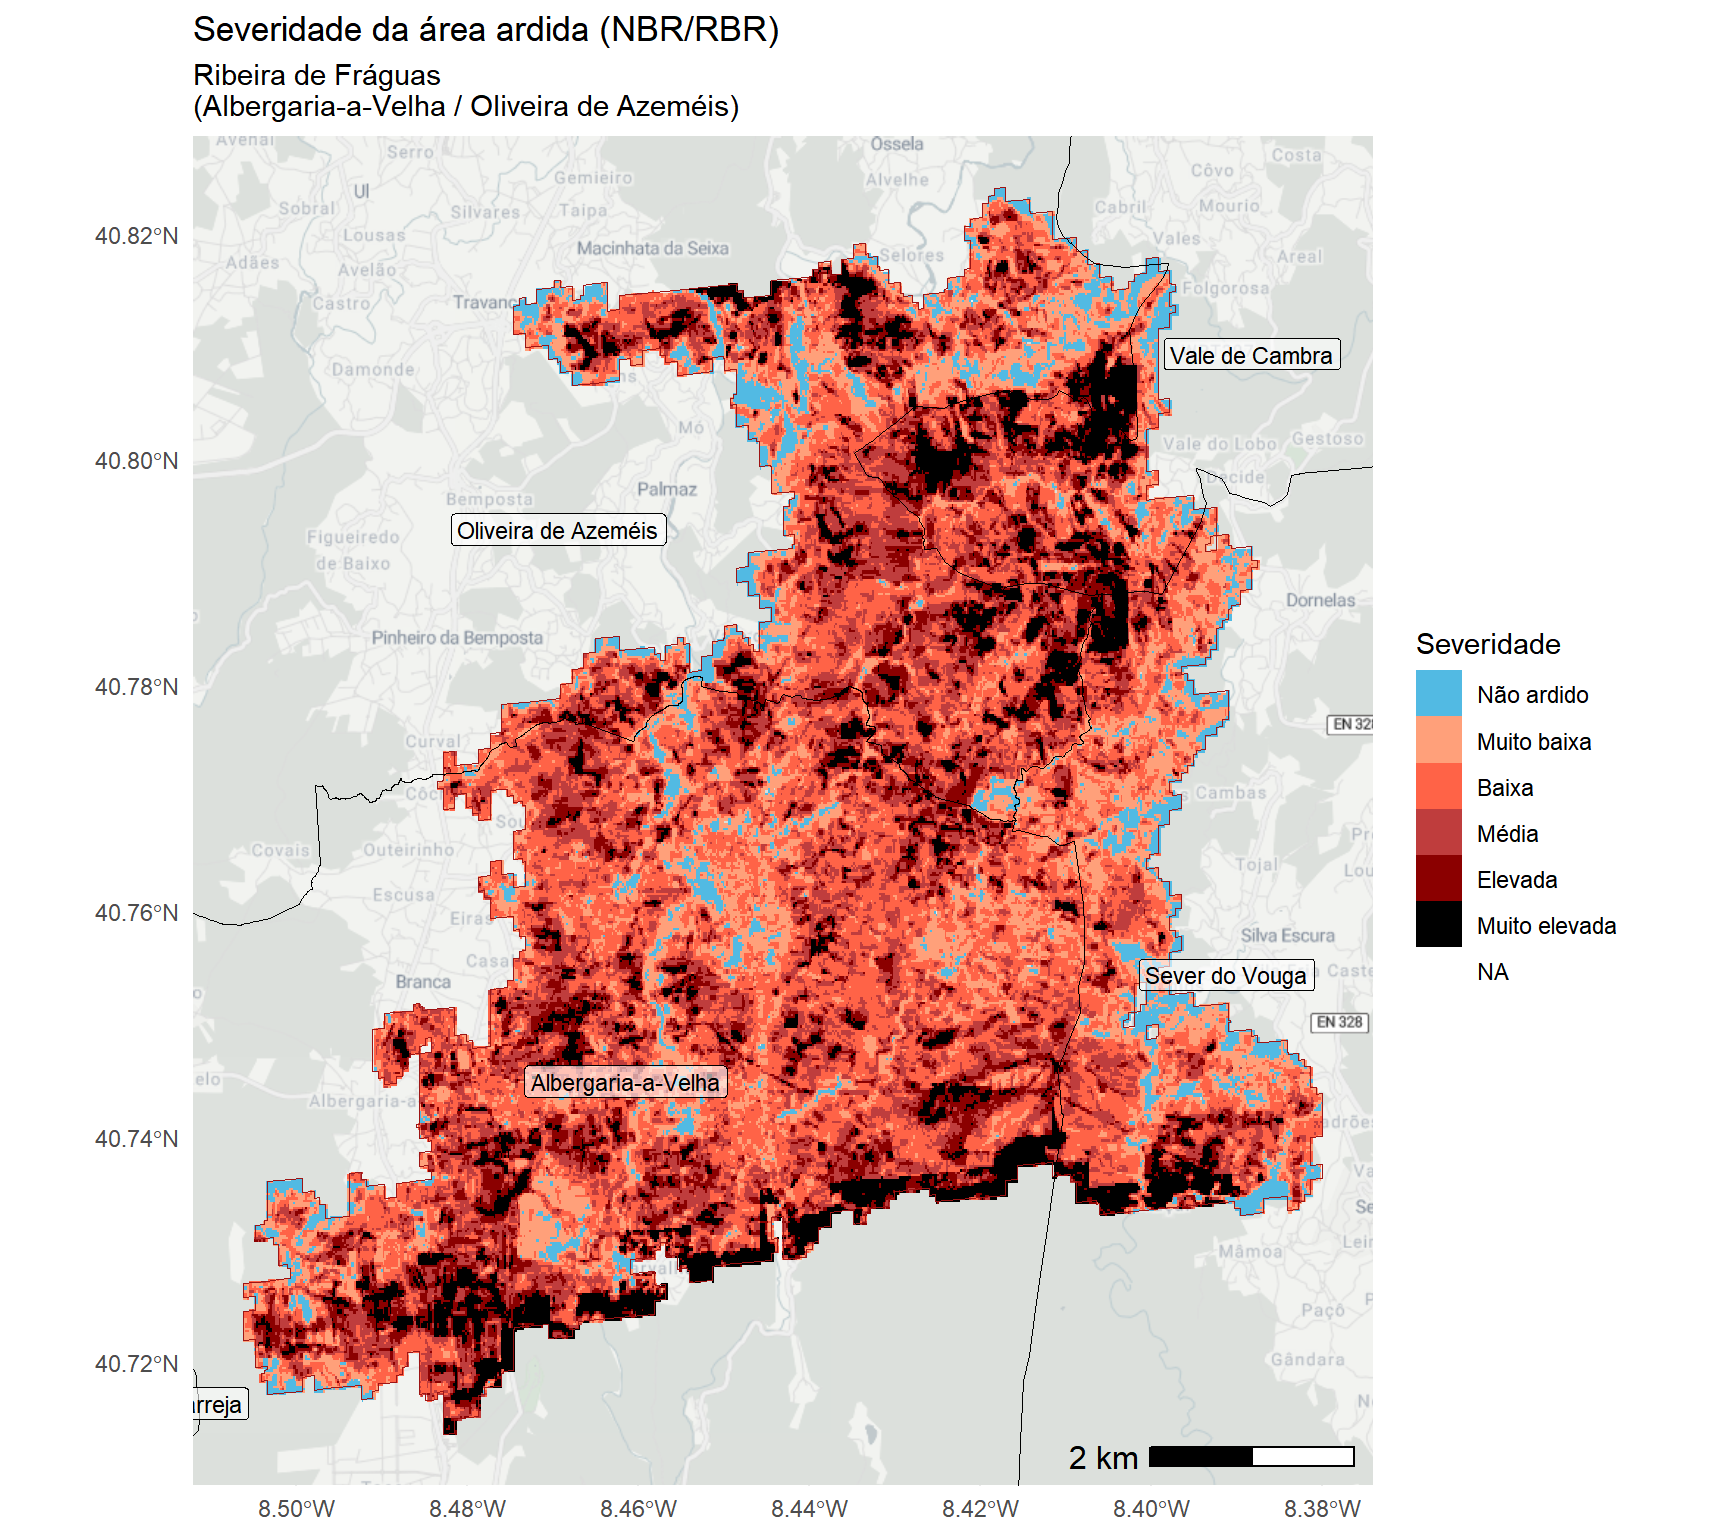 Severidade da área ardida (NBR/RBR)
Ribeira de Fráguas
(Albergaria-a-Velha / Oliveira de Azeméis)
Avenal
Serro
Ossela
Costa
Gemieiro
Alvelhe
Côvo
Ul
Sobral
Silvares
Taipa
Cabril
Mourio
Lousas
Vales
40.82°N
Macinhata da Seixa
Selores
Areal
Adães
Avelão
Folgorosa
Castro
Travanc
Vale de Cambra
Damonde
Mó
Vale do Lobo
Gestoso
40.80°N
Decide
Palmaz
Bemposta
Oliveira de Azeméis
Figueiredo
de Baixo
Dornelas
Pinheiro da Bemposta
40.78°N
EN 328
Curval
Cambas
Covais
Outeirinho
Tojal
Escusa
40.76°N
Eiras
Silva Escura
Casa
Branca
Sever do Vouga
Caste
EN 328
Albergaria-a-Velha
Albergaria-a-
40.74°N
Mâmoa
Paçô
40.72°N
Gândara
rreja
2 km
8.50°W
8.48°W
8.46°W
8.44°W
8.42°W
8.40°W
8.38°W
Severidade
Não ardido
Muito baixa
Baixa
Média
Elevada
Muito elevada
NA